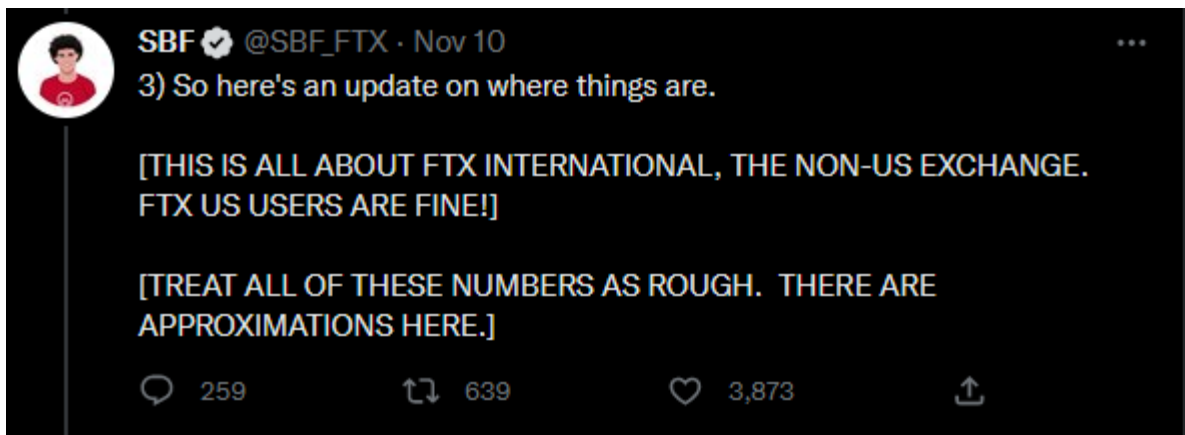 SBF @SBF_FTX · Nov 10
3) So here's an update on where things are.
[THIS IS ALL ABOUT FTX INTERNATIONAL, THE NON-US EXCHANGE.
FTX US USERS ARE FINE!]
[TREAT ALL OF THESE NUMBERS AS ROUGH.  THERE ARE
APPROXIMATIONS HERE.]
259 639 3,873